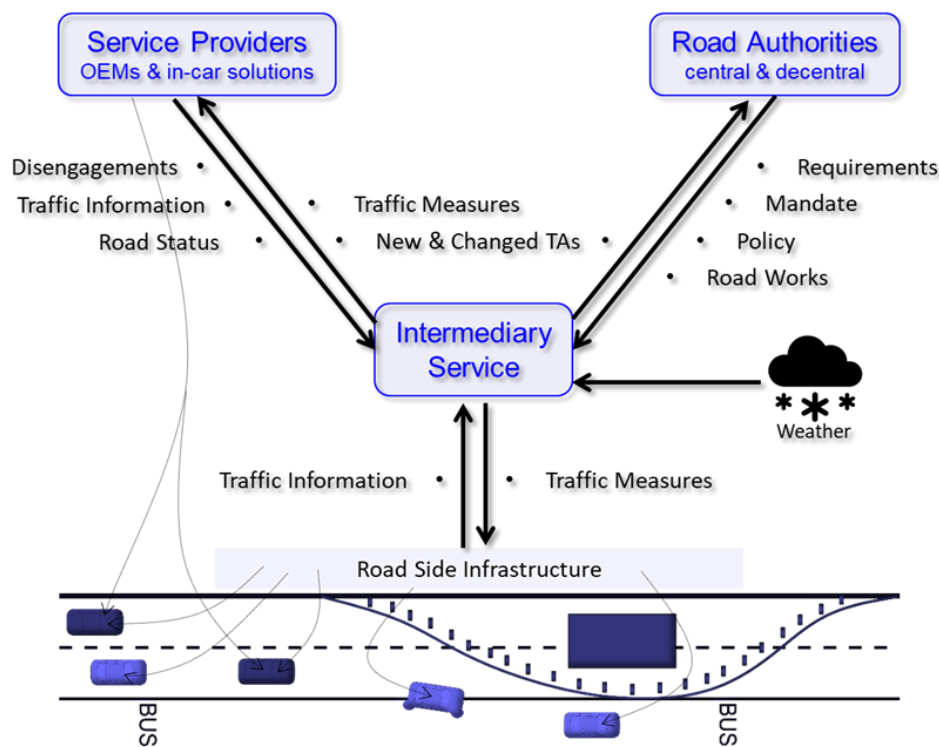 Service Providers
OEMs & in-car solutions
Road Authorities
central & decentral
Disengagements •
Traffic Information •
Road Status •
• Traffic Measures
• New & Changed TAs •
• Requirements
• Mandate
• Policy
• Road Works
Intermediary
Service
Weather
Traffic Information •
• Traffic Measures
Road Side Infrastructure
BUS
BUS